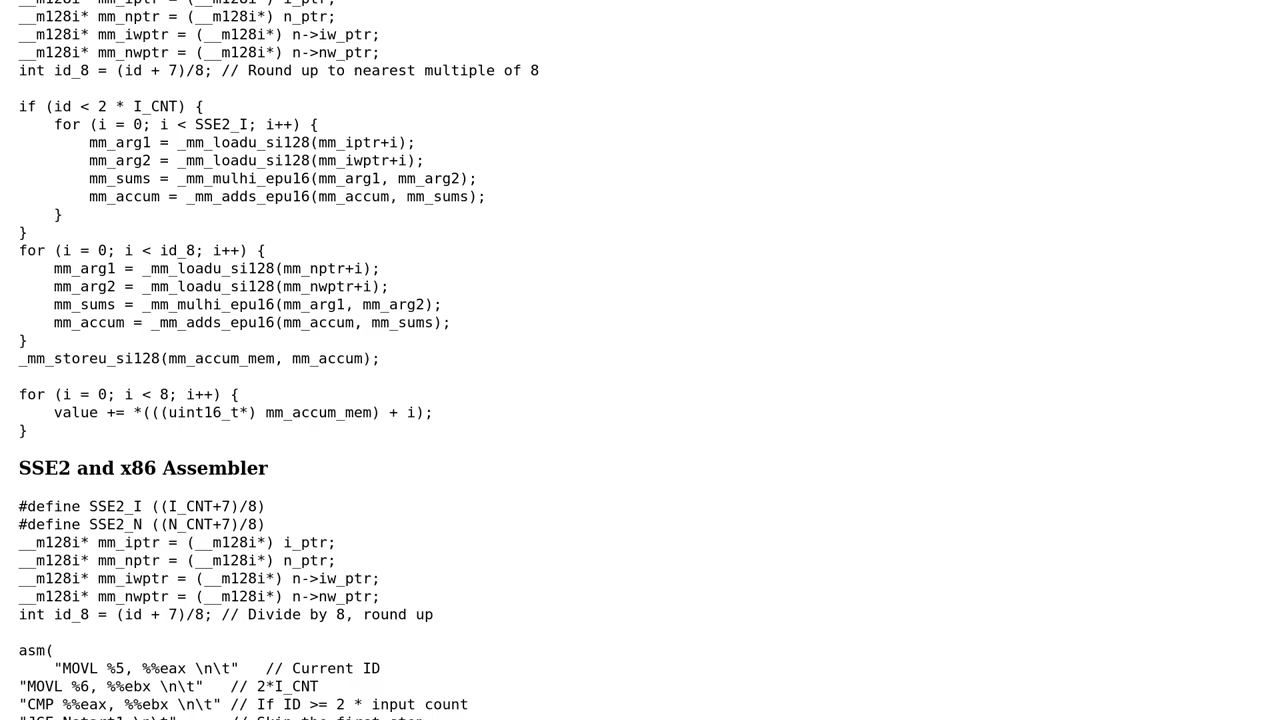 __m128i* mm_iptr = (__m128i*) i_ptr;
__m128i* mm_nptr = (__m128i*) n_ptr;
__m128i* mm_iwptr = (__m128i*) n->iw_ptr;
__m128i* mm_nwptr = (__m128i*) n->nw_ptr;
int id_8 = (id + 7)/8; // Round up to nearest multiple of 8
if (id < 2 * I_CNT) {
for (i = 0; i < SSE2_I; i++) {
mm_arg1 = _mm_loadu_si128(mm_iptr+i);
mm_arg2 = _mm_loadu_si128(mm_iwptr+i);
mm_sums = _mm_mulhi_epu16(mm_arg1, mm_arg2);
mm_accum = _mm_adds_epu16(mm_accum, mm_sums);
}
}
for (i = 0; i < id_8; i++) {
mm_arg1 = _mm_loadu_si128(mm_nptr+i);
mm_arg2 = _mm_loadu_si128(mm_nwptr+i);
mm_sums = _mm_mulhi_epu16(mm_arg1, mm_arg2);
mm_accum = _mm_adds_epu16(mm_accum, mm_sums);
}
_mm_storeu_si128(mm_accum_mem, mm_accum);
for (i = 0; i < 8; i++) {
value += *(((uint16_t*) mm_accum_mem) + i);
}
SSE2 and x86 Assembler
#define SSE2_I ((I_CNT+7)/8)
#define SSE2_N ((N_CNT+7)/8)
__m128i* mm_iptr = (__m128i*) i_ptr;
__m128i* mm_nptr = (__m128i*) n_ptr;
__m128i* mm_iwptr = (__m128i*) n->iw_ptr;
__m128i* mm_nwptr = (__m128i*) n->nw_ptr;
int id_8 = (id + 7)/8; // Divide by 8, round up
asm(
"MOVL %5, %%eax \n\t" // Current ID
"MOVL %6, %%ebx \n\t" // 2*I_CNT
"CMP %%eax, %%ebx \n\t" // If ID >= 2 * input count